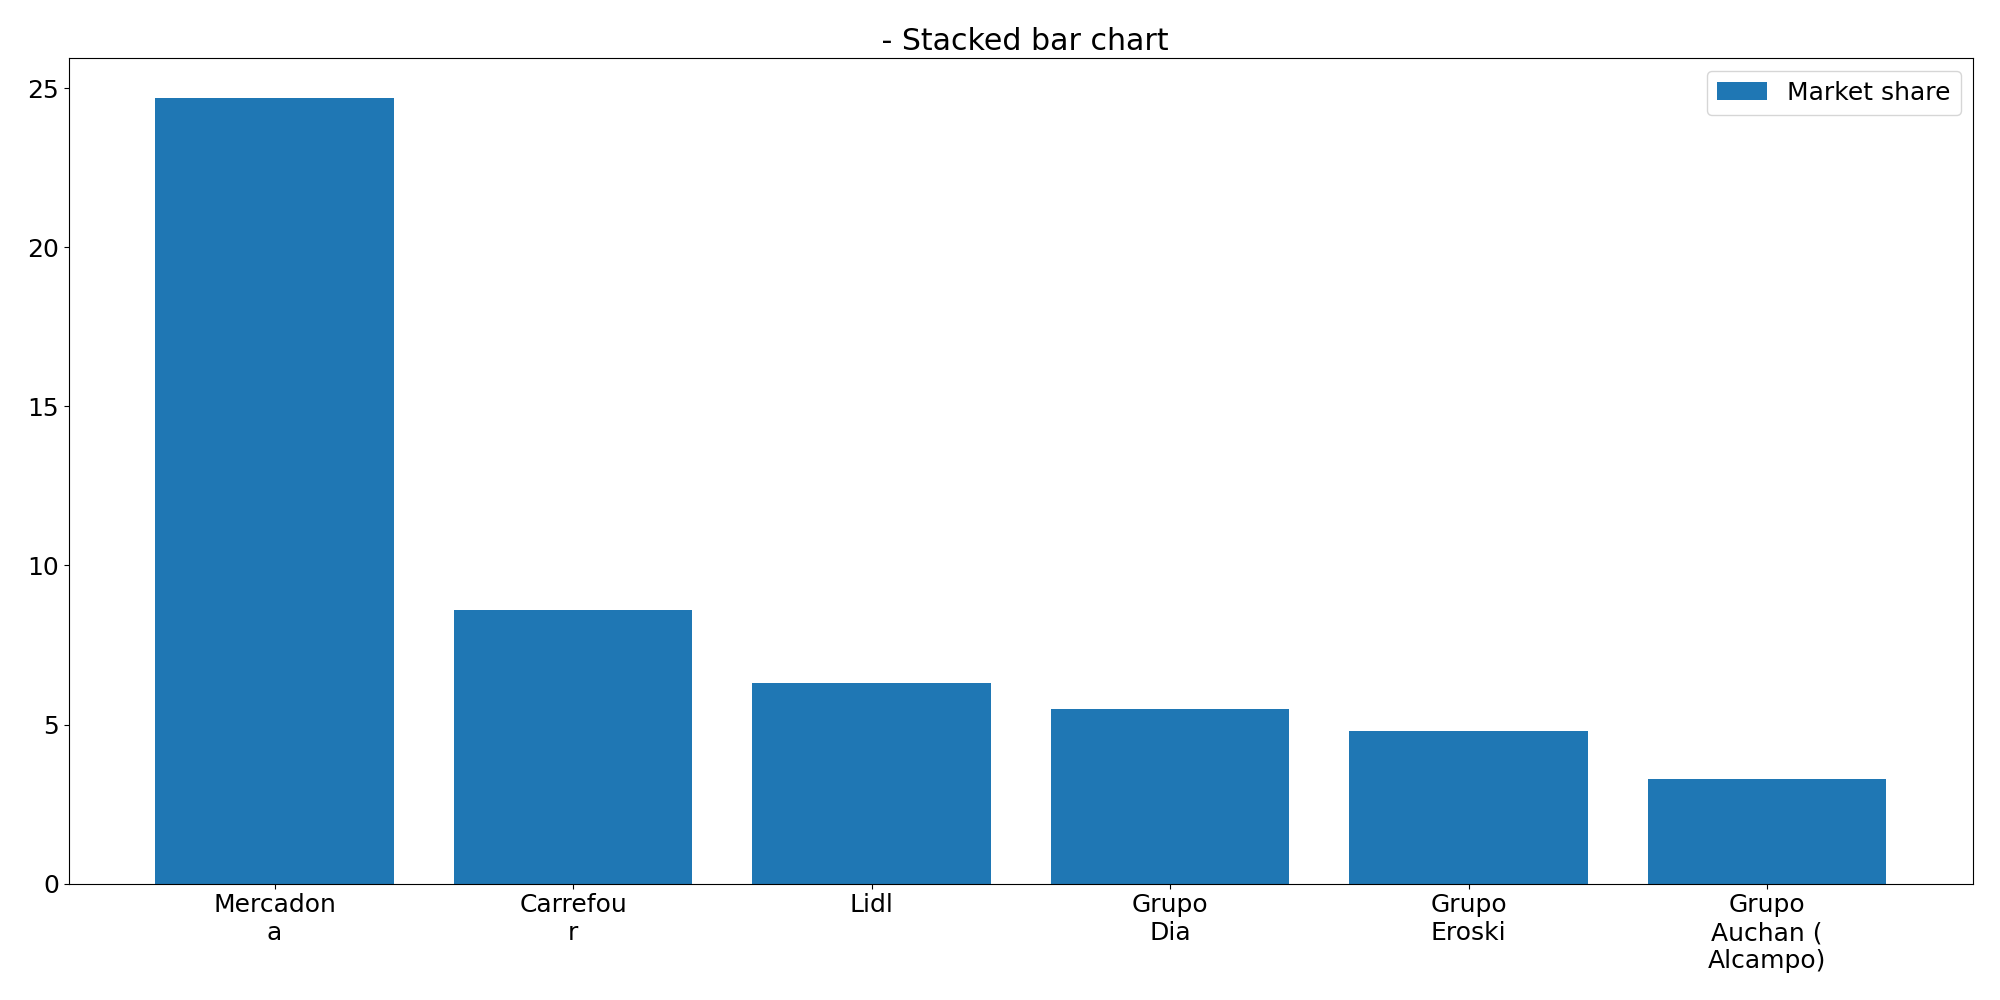 - Stacked bar chart
Market share
25
20
15
10
5
0
Mercadon
a
Carrefou
r
Lidl
Grupo
Dia
Grupo
Eroski
Grupo
Auchan (
Alcampo)